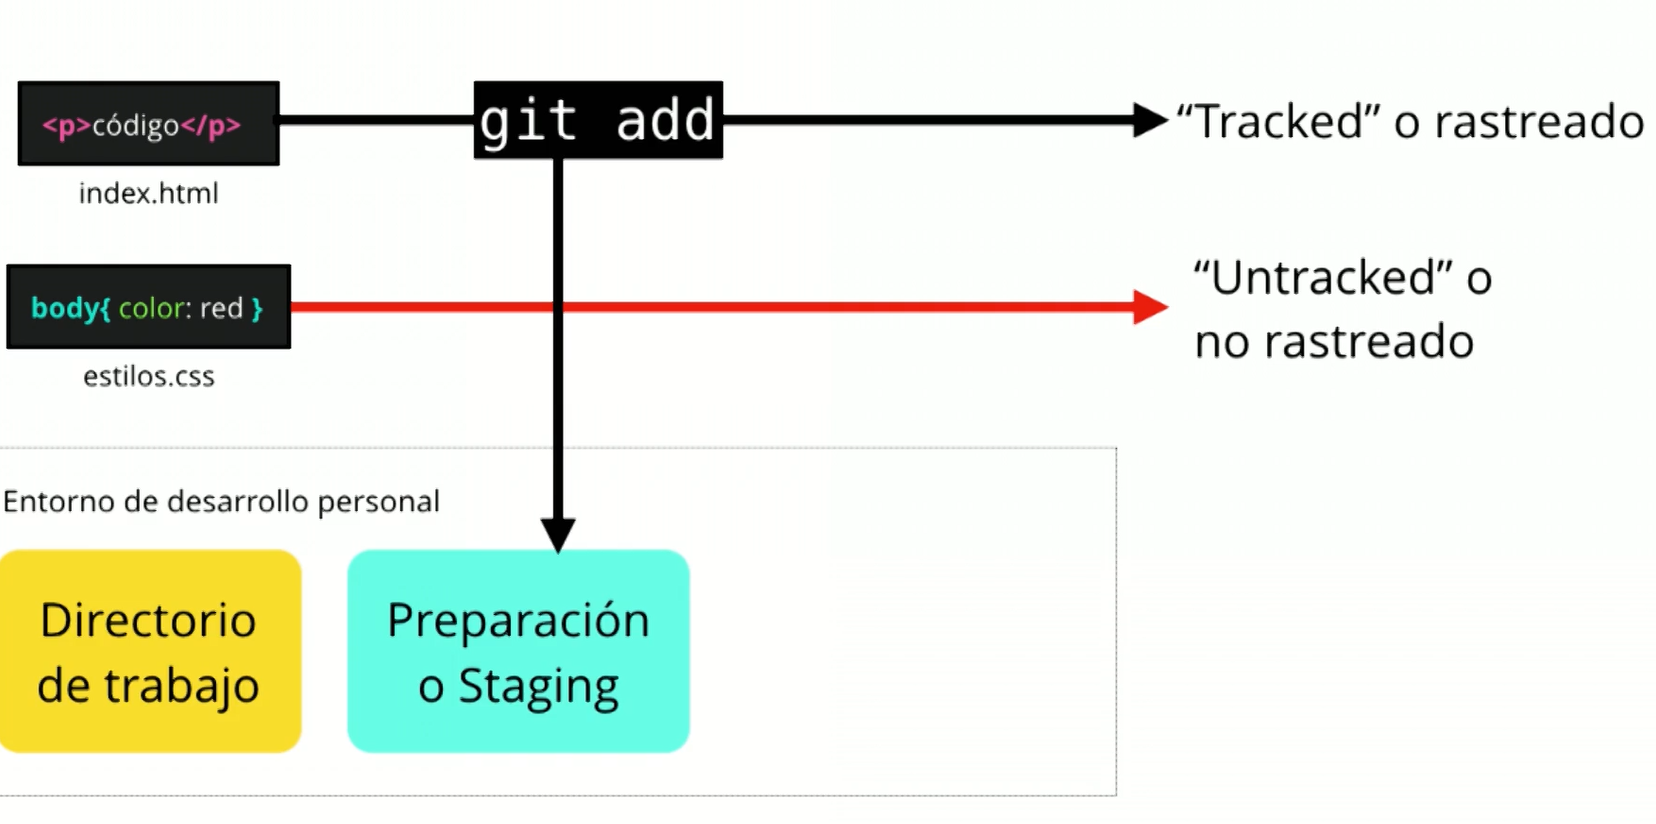 <p>código</p>
git add
“Tracked” o rastreado
index.html
“Untracked” o
no rastreado
body{ color: red }
estilos.css
Entorno de desarrollo personal
Directorio
de trabajo
Preparación
o Staging